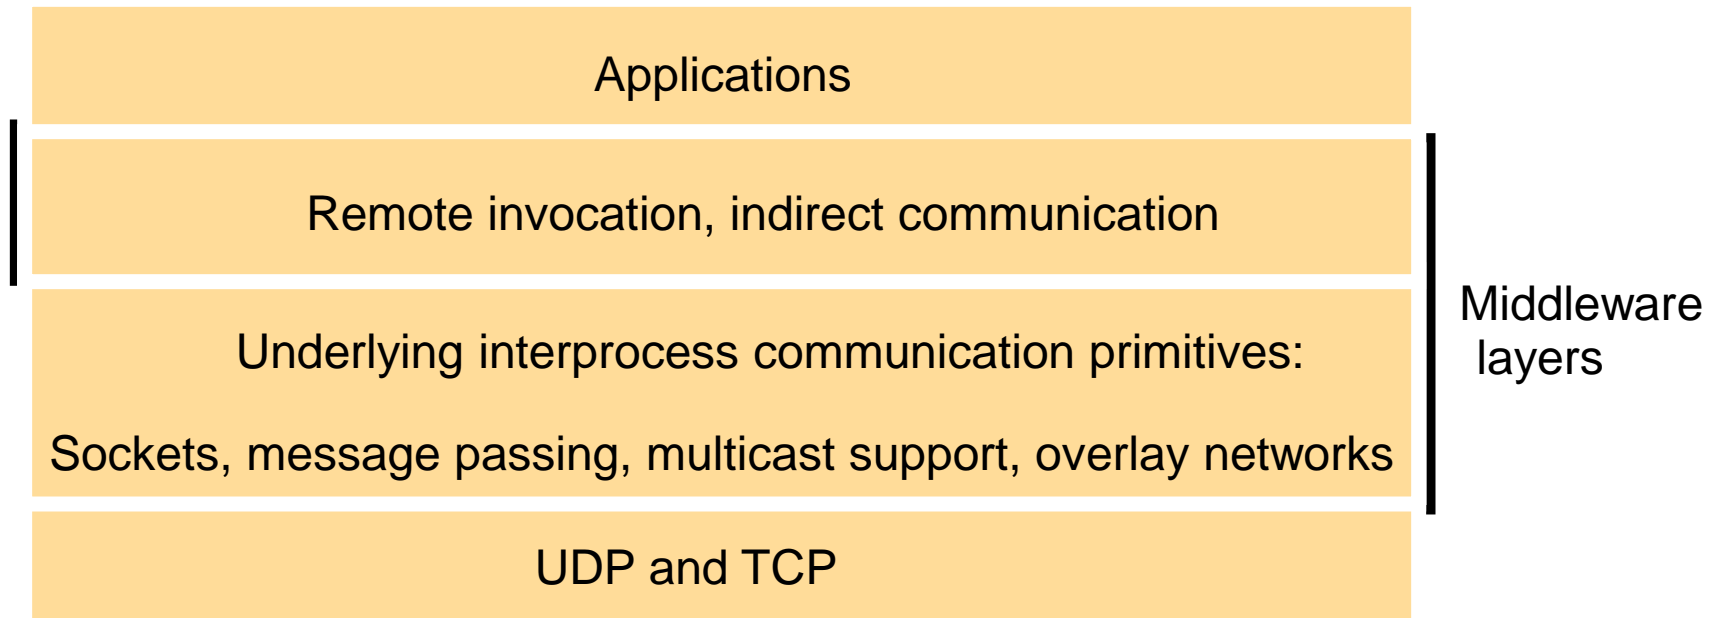 Applications
Remote invocation, indirect communication
Underlying interprocess communication primitives:
Sockets, message passing, multicast support, overlay networks
UDP and TCP
Middleware
layers